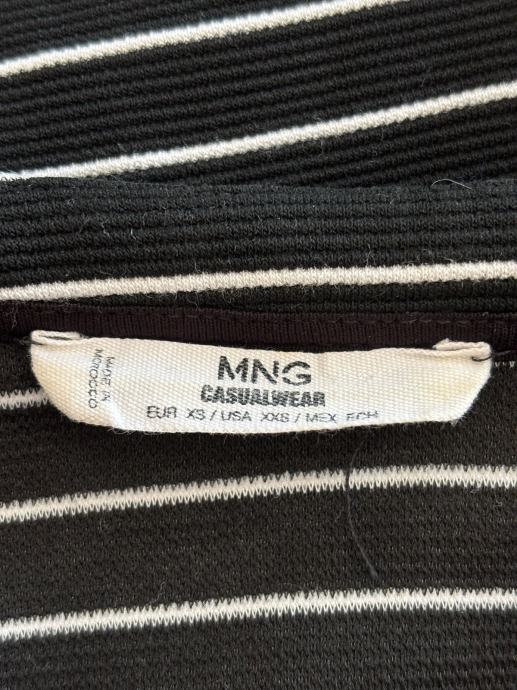 MADE IN
MOROCCO
MNG
CASUALWEAR
EUR XS / USA XXS / MEX ECH